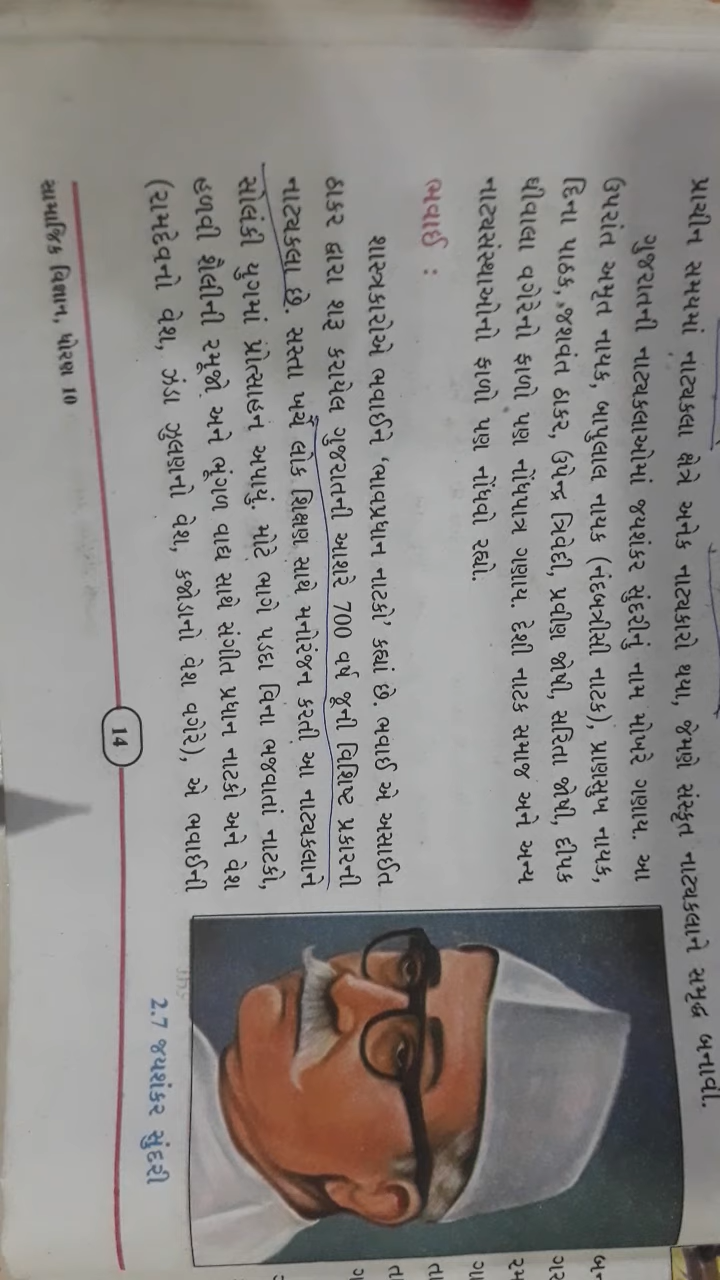 પ્રાચીન સમયમાં નાટ્યકલા ક્ષેત્રે અનેક નાટ્યકારો થયા, જેમણે સંસ્કૃત નાટ્યકલાને સમૃદ્ધ બનાવી.
ગુજરાતની નાટ્યકલાઓમાં જયશંકર સુંદરીનું નામ મોખરે ગણાય. આ
ઉપરાંત અમૃત નાયક, બાપુલાલ નાયક (નંદબત્રીસી નાટક), પ્રાણસુખ નાયક,
દિના પાઠક, જશવંત ઠાકર, ઉપેન્દ્ર ત્રિવેદી, પ્રવીણ જોષી, સરિતા જોષી, દીપક
ઘીવાલા વગેરેનો ફાળો પણ નોંધપાત્ર ગણાય. દેશી નાટક સમાજ અને અન્ય
નાટ્યસંસ્થાઓનો ફાળો પણ નોંધવો રહ્યો.
ભવાઈ :
શાસ્ત્રકારોએ ભવાઈને ‘ભાવપ્રધાન નાટકો’ કહ્યાં છે. ભવાઈ એ અસાઈત
ઠાકર દ્વારા શરૂ કરાયેલ ગુજરાતની આશરે 700 વર્ષ જૂની વિશિષ્ટ પ્રકારની
નાટ્યકલા છે. સસ્તા ખર્ચે લોક શિક્ષણ સાથે મનોરંજન કરતી આ નાટ્યકલાને
સોલંકી યુગમાં પ્રોત્સાહન અપાયું. મોટે ભાગે પડદા વિના ભજવાતાં નાટકો,
હળવી શૈલીની રમૂજો અને ભૂંગળ વાદ્ય સાથે સંગીત પ્રધાન નાટકો અને વેશ
(રામદેવનો વેશ, ઝંડા ઝૂલણનો વેશ, કજોડાનો વેશ વગેરે), એ ભવાઈની
2.7 જયશંકર સુંદરી
14
સામાજિક વિજ્ઞાન, ધોરણ 10